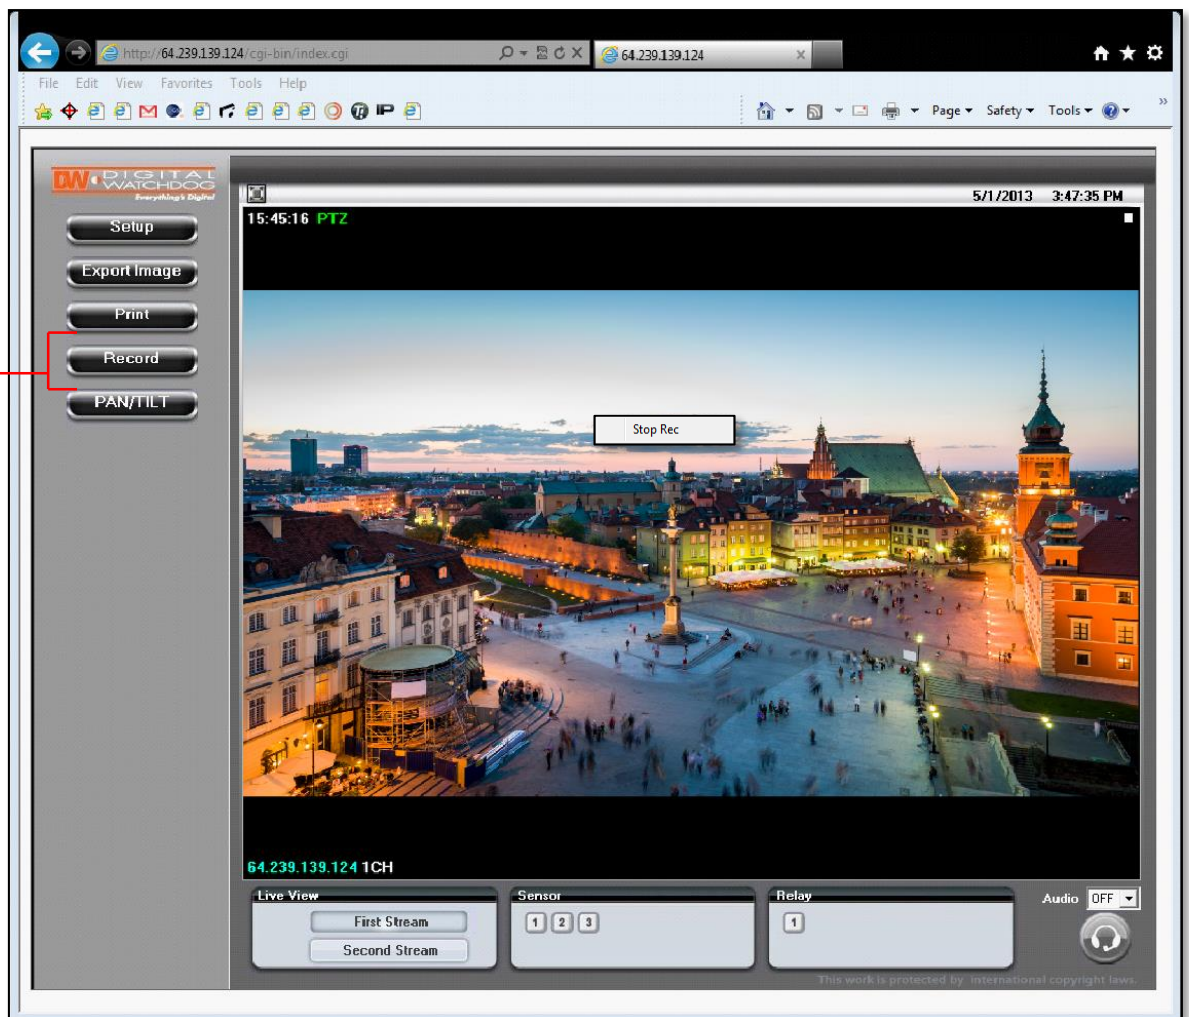 http://64.239.139.124/cgi-bin/index.cgi
64.239.139.124
File Edit View Favorites Tools Help
Page Safety Tools
DW DIGITAL WATCHDOG
Everything's Digital
5/1/2013 3:47:35 PM
Setup
Export Image
Print
Record
PAN/TILT
15:45:16 PTZ
Stop Rec
64.239.139.124 1CH
Live View
First Stream
Second Stream
Sensor
1 2 3
Relay
1
Audio OFF
This work is protected by international copyright laws.